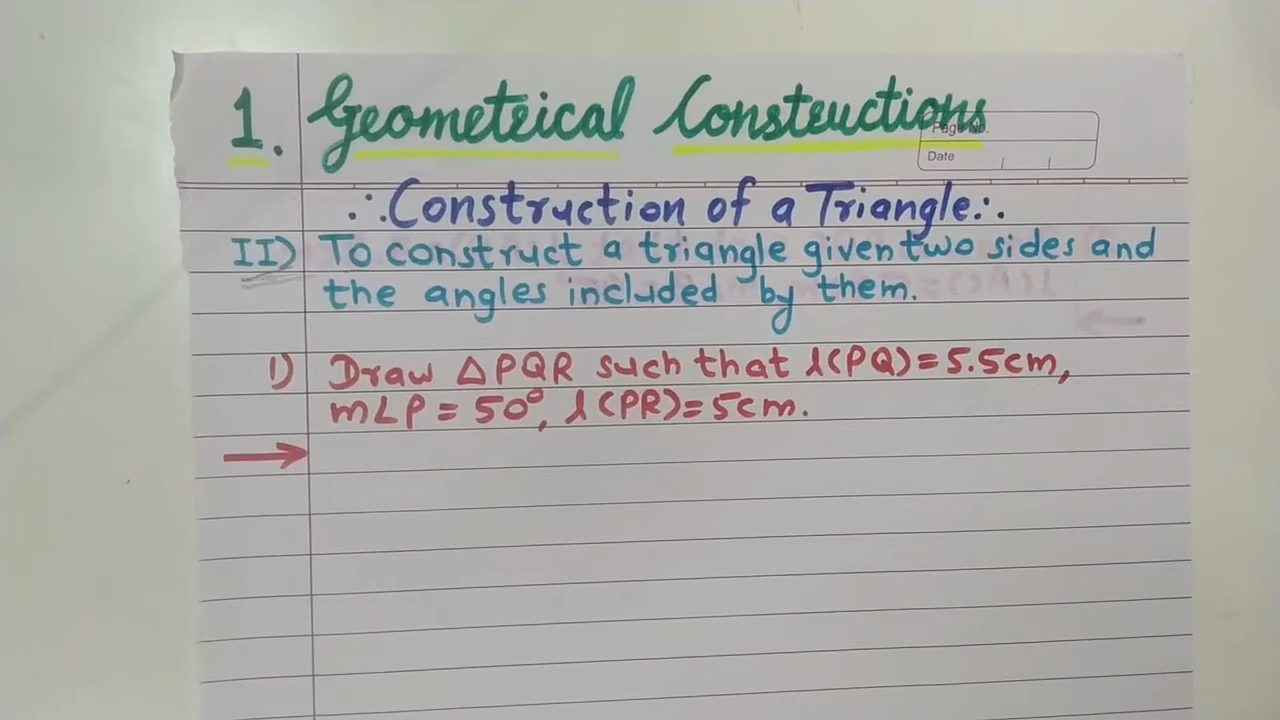 1. Geometrical Constructions
Page No.
Date
∴Construction of a Triangle∴
II) To construct a triangle given two sides and
the angles included by them.
1) Draw △PQR such that l(PQ)=5.5cm,
m∠P=50°, l(PR)=5cm.